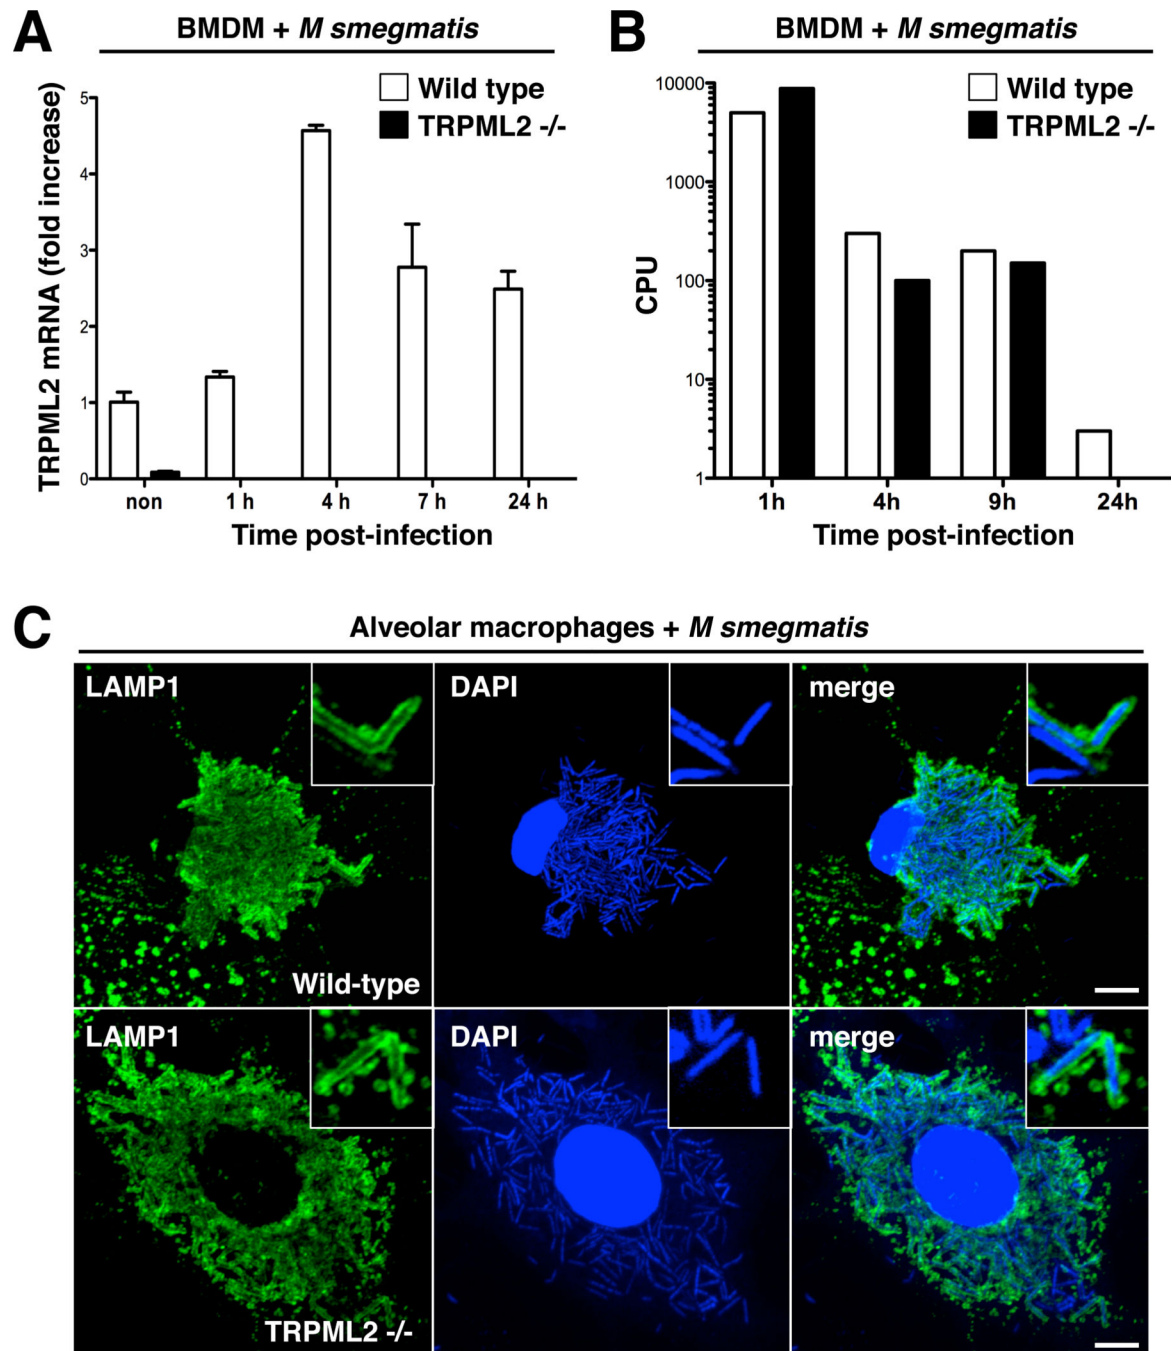 A
BMDM + M smegmatis
Wild type
TRPML2 -/-
TRPML2 mRNA (fold increase)
5
4
3
2
1
0
non
1 h
4 h
7 h
24 h
Time post-infection
B
BMDM + M smegmatis
Wild type
TRPML2 -/-
CPU
10000
1000
100
10
1
1h
4h
9h
24h
Time post-infection
C
Alveolar macrophages + M smegmatis
LAMP1
DAPI
merge
Wild-type
LAMP1
DAPI
merge
TRPML2 -/-